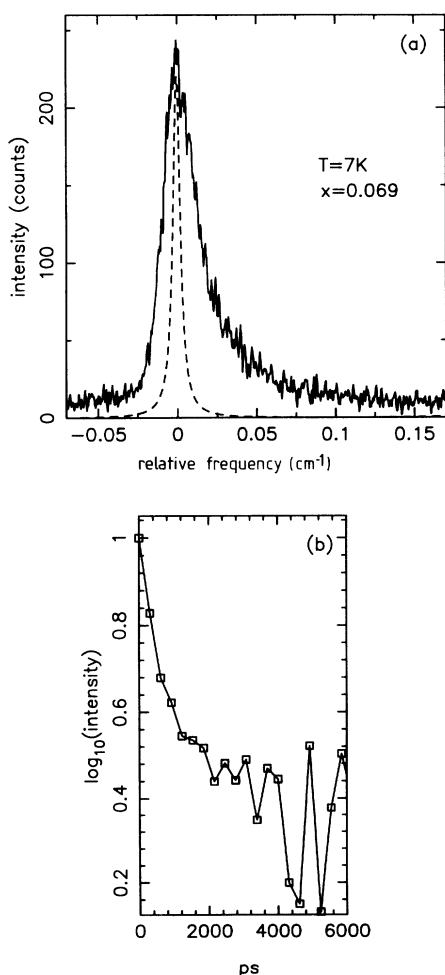 (a)
200
100
0
intensity (counts)
T=7K
x=0.069
−0.05 0 0.05 0.1 0.15
relative frequency (cm⁻¹)
(b)
1
0.8
0.6
0.4
0.2
log₁₀(intensity)
0 2000 4000 6000
ps